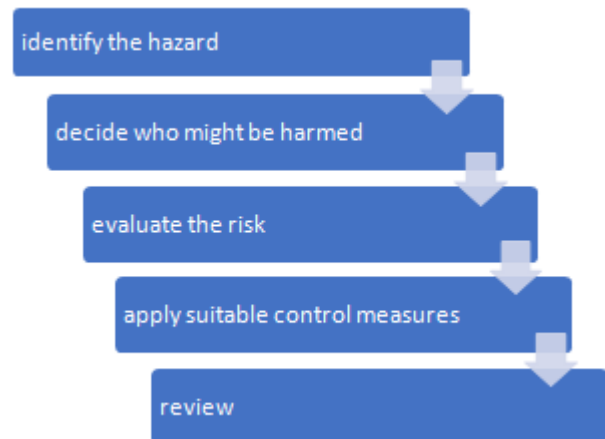 identify the hazard
decide who might be harmed
evaluate the risk
apply suitable control measures
review